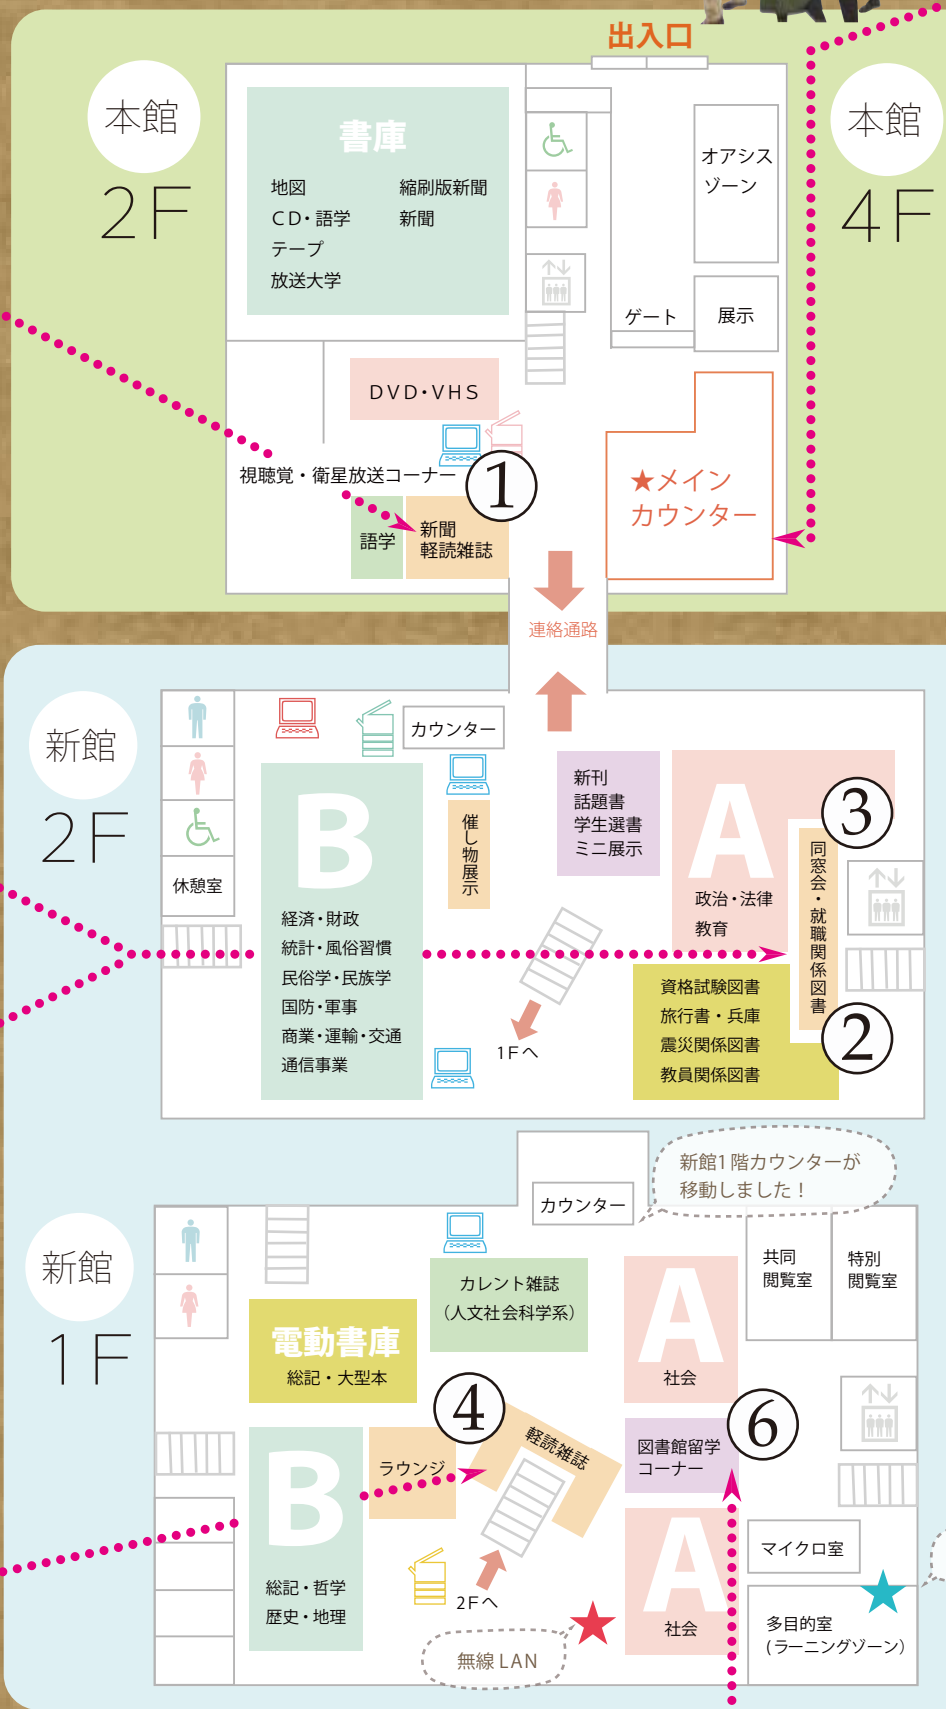 出入口
本館
2F
書庫
地図
CD・語学
テープ
放送大学
縮刷版新聞
新聞
オアシス
ゾーン
ゲート
展示
本館
4F
DVD・VHS
視聴覚・衛星放送コーナー
①
語学
新聞
軽読雑誌
★メイン
カウンター
連絡通路
新館
2F
カウンター
休憩室
B
経済・財政
統計・風俗習慣
民俗学・民族学
国防・軍事
商業・運輸・交通
通信事業
催し物展示
新刊
話題書
学生選書
ミニ展示
A
政治・法律
教育
③
同窓会・就職関係図書
②
資格試験図書
旅行書・兵庫
震災関係図書
教員関係図書
1Fへ
新館1階カウンターが
移動しました！
新館
1F
カウンター
カレント雑誌
（人文社会科学系）
電動書庫
総記・大型本
B
総記・哲学
歴史・地理
ラウンジ
④
軽読雑誌
2Fへ
無線LAN
A
社会
図書館留学
コーナー
⑥
A
社会
共同
閲覧室
特別
閲覧室
マイクロ室
多目的室
(ラーニングゾーン)